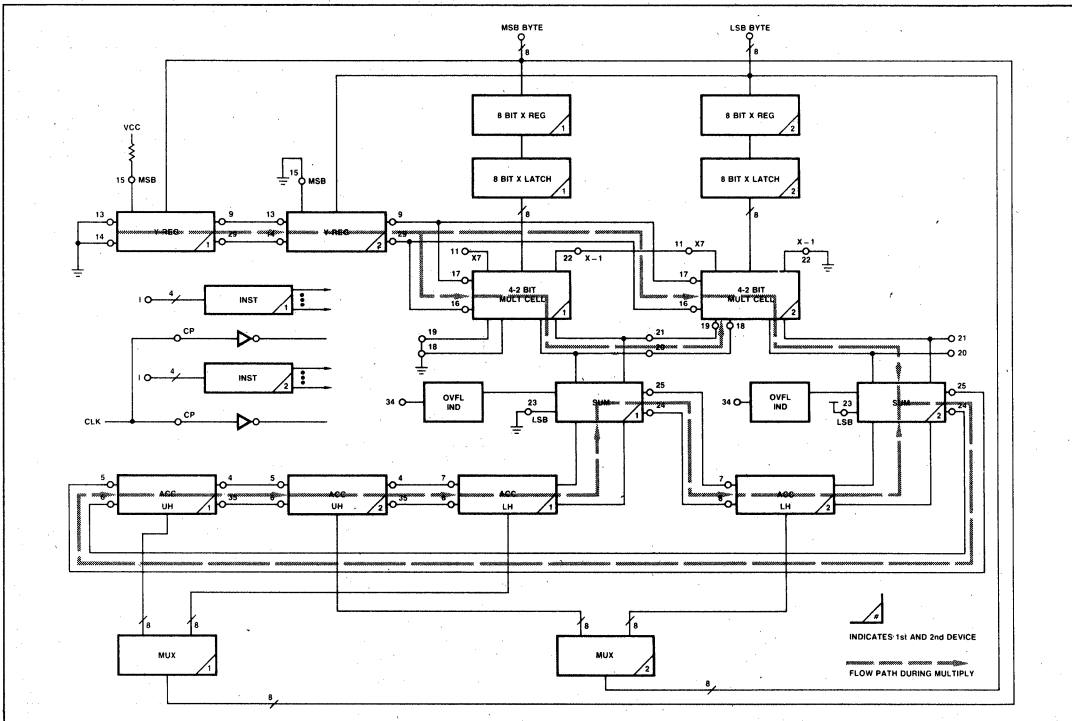 MSB BYTE LSB BYTE
8 8
8 BIT X REG 1 8 BIT X REG 2
VCC
15 MSB 15 MSB
8 BIT X LATCH 1 8 BIT X LATCH 2
13 9 13 9 8 8
Y-REG 1 Y-REG 2
14 29 14 29
11 X7 22 X-1 11 X7 X-1 22
17 4-2 BIT MULT CELL 1 17 4-2 BIT MULT CELL 2
16 16
I 4 INST 1
19 21 19 18 21
18 20 20
CP
I 4 INST 2
34 OVFL IND SUM 1 25 34 OVFL IND SUM 2 25
23 LSB 24 23 LSB 24
CLK CP
5 4 5 4 7 7
ACC UH 1 ACC UH 2 ACC LH 1 ACC LH 2
6 35 6 35 8 8
8 8 8 8
#
INDICATES 1st AND 2nd DEVICE
MUX 1 MUX 2
FLOW PATH DURING MULTIPLY
8 8